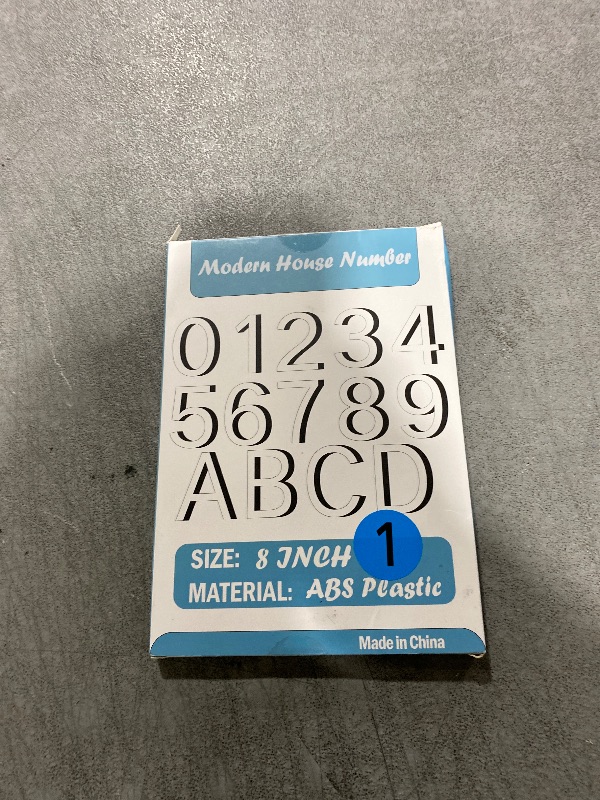 Modern House Number
01234
56789
ABCD
SIZE: 8 INCH
1
MATERIAL: ABS Plastic
Made in China